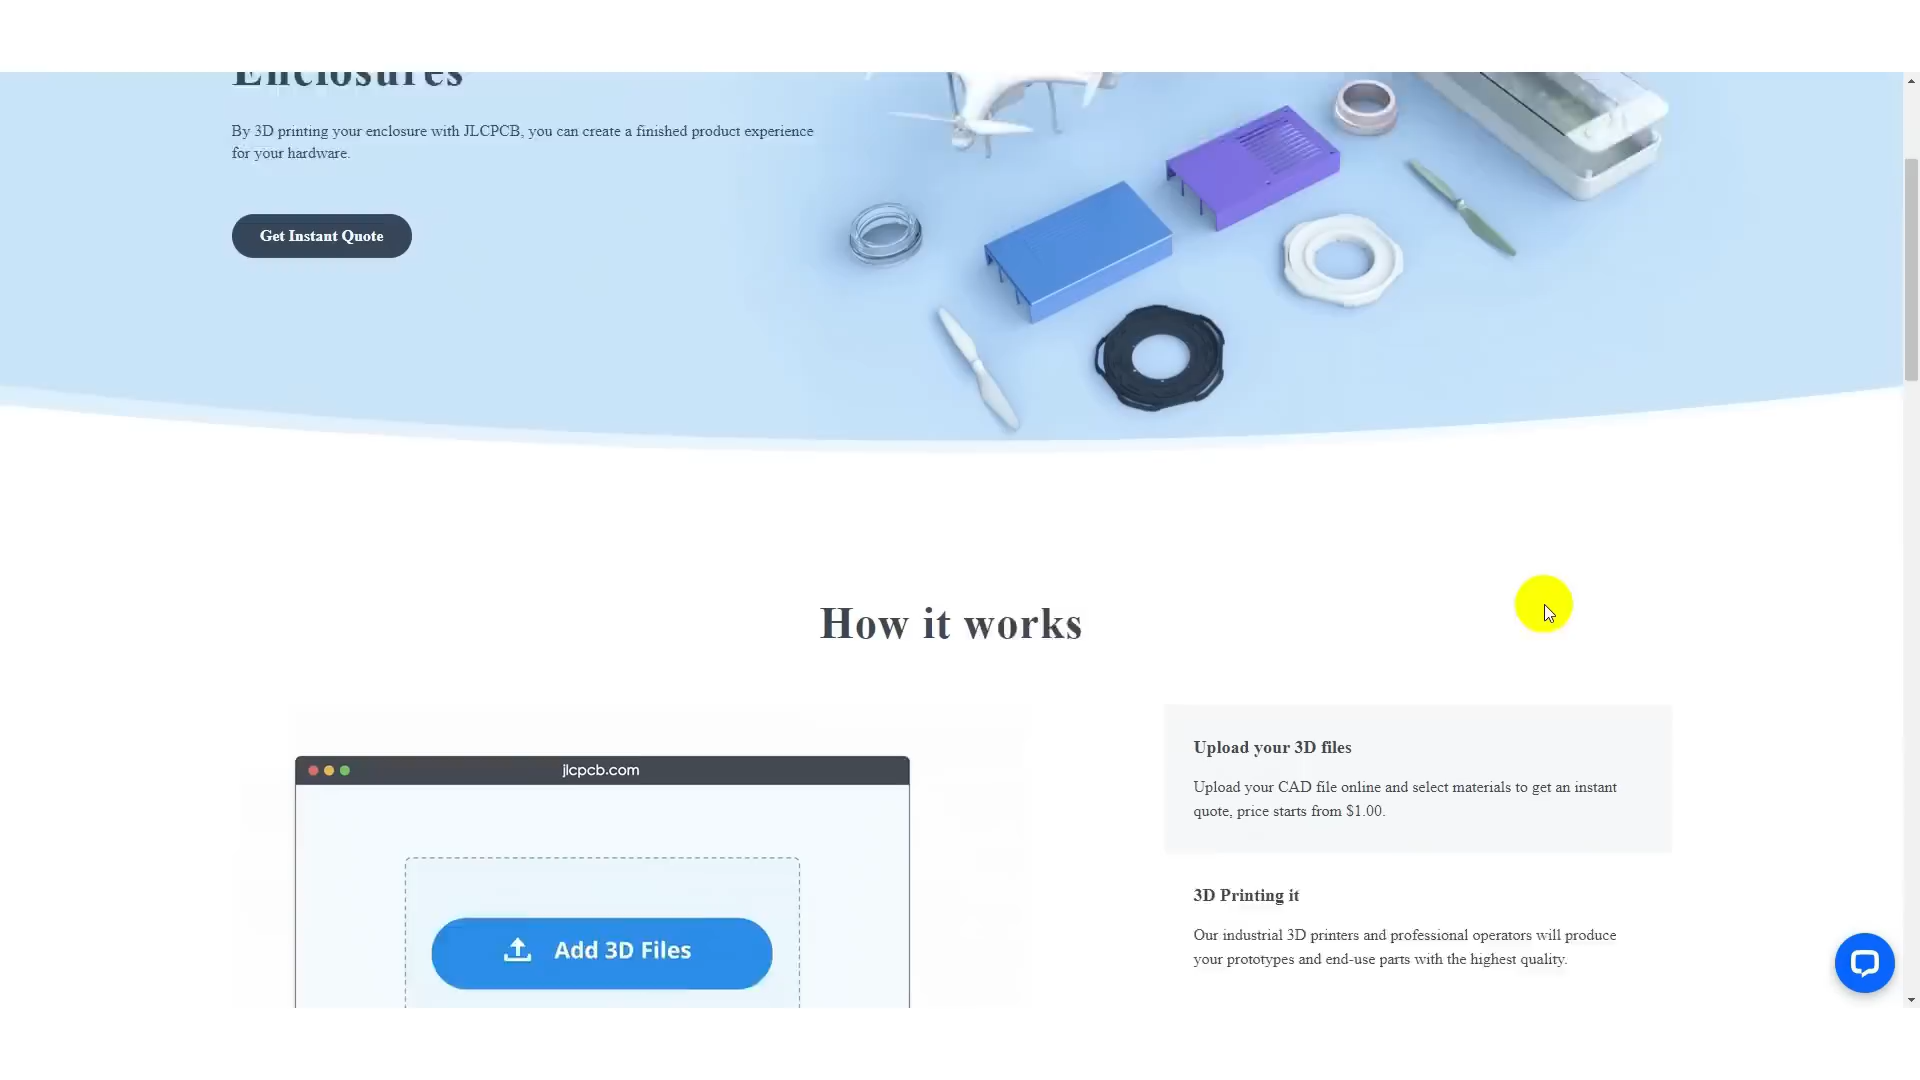 Enclosures
By 3D printing your enclosure with JLCPCB, you can create a finished product experience
for your hardware.
Get Instant Quote
How it works
jlcpcb.com
Add 3D Files
Upload your 3D files
Upload your CAD file online and select materials to get an instant
quote, price starts from $1.00.
3D Printing it
Our industrial 3D printers and professional operators will produce
your prototypes and end-use parts with the highest quality.